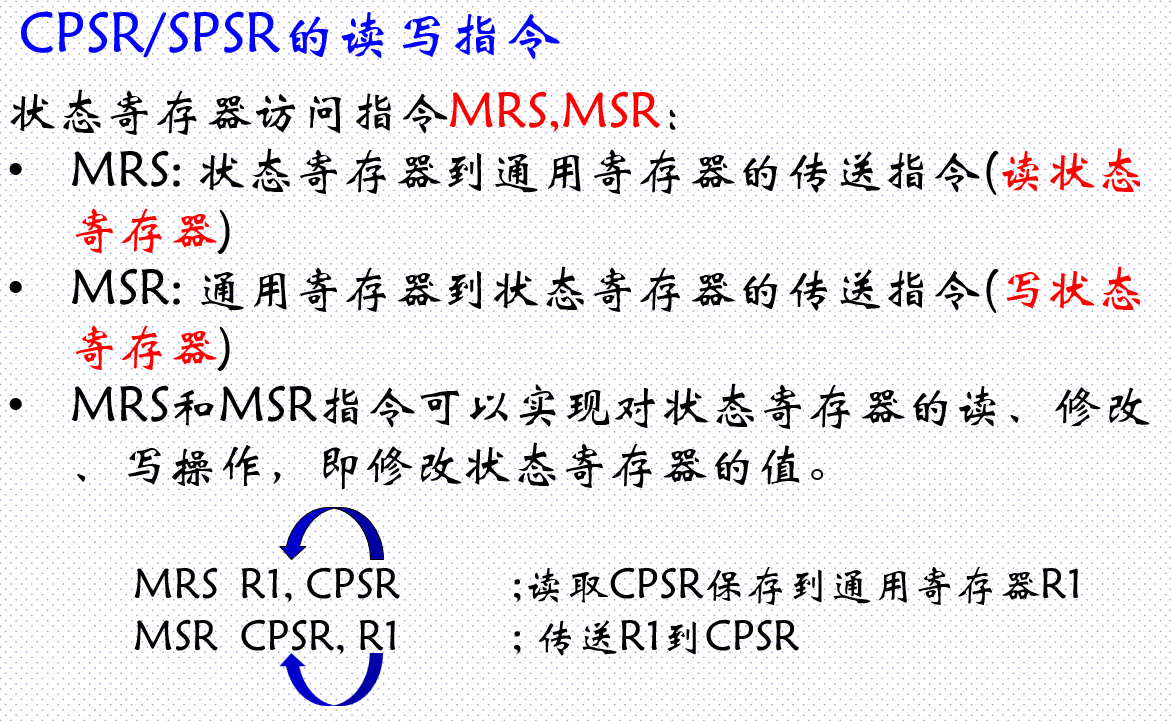 CPSR/SPSR的读写指令
状态寄存器访问指令MRS,MSR:
• MRS: 状态寄存器到通用寄存器的传送指令(读状态
寄存器)
• MSR: 通用寄存器到状态寄存器的传送指令(写状态
寄存器)
• MRS和MSR指令可以实现对状态寄存器的读、修改
、写操作，即修改状态寄存器的值。
MRS R1, CPSR ;读取CPSR保存到通用寄存器R1
MSR CPSR, R1 ; 传送R1到CPSR